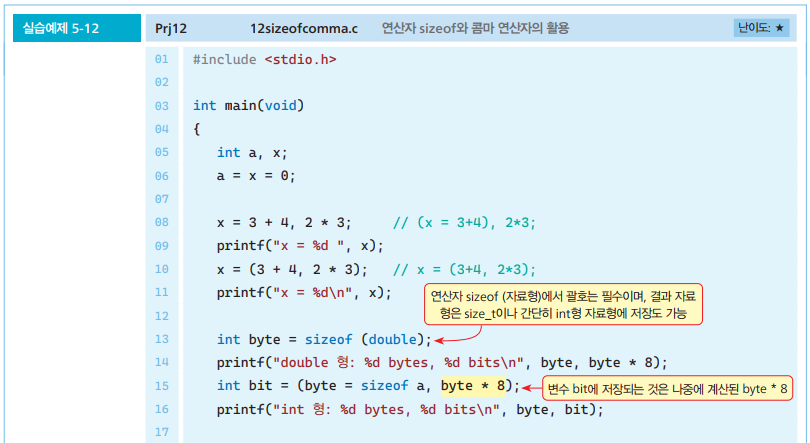 실습예제 5-12 Prj12 12sizeofcomma.c 연산자 sizeof와 콤마 연산자의 활용 난이도: ★
01 #include <stdio.h>
02
03 int main(void)
04 {
05 int a, x;
06 a = x = 0;
07
08 x = 3 + 4, 2 * 3; // (x = 3+4), 2*3;
09 printf("x = %d ", x);
10 x = (3 + 4, 2 * 3); // x = (3+4, 2*3);
11 printf("x = %d\n", x);
연산자 sizeof (자료형)에서 괄호는 필수이며, 결과 자료
형은 size_t이나 간단히 int형 자료형에 저장도 가능
12
13 int byte = sizeof (double);
14 printf("double 형: %d bytes, %d bits\n", byte, byte * 8);
15 int bit = (byte = sizeof a, byte * 8); 변수 bit에 저장되는 것은 나중에 계산된 byte * 8
16 printf("int 형: %d bytes, %d bits\n", byte, bit);
17